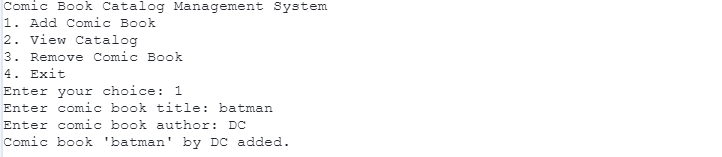 Comic Book Catalog Management System
1. Add Comic Book
2. View Catalog
3. Remove Comic Book
4. Exit
Enter your choice: 1
Enter comic book title: batman
Enter comic book author: DC
Comic book 'batman' by DC added.